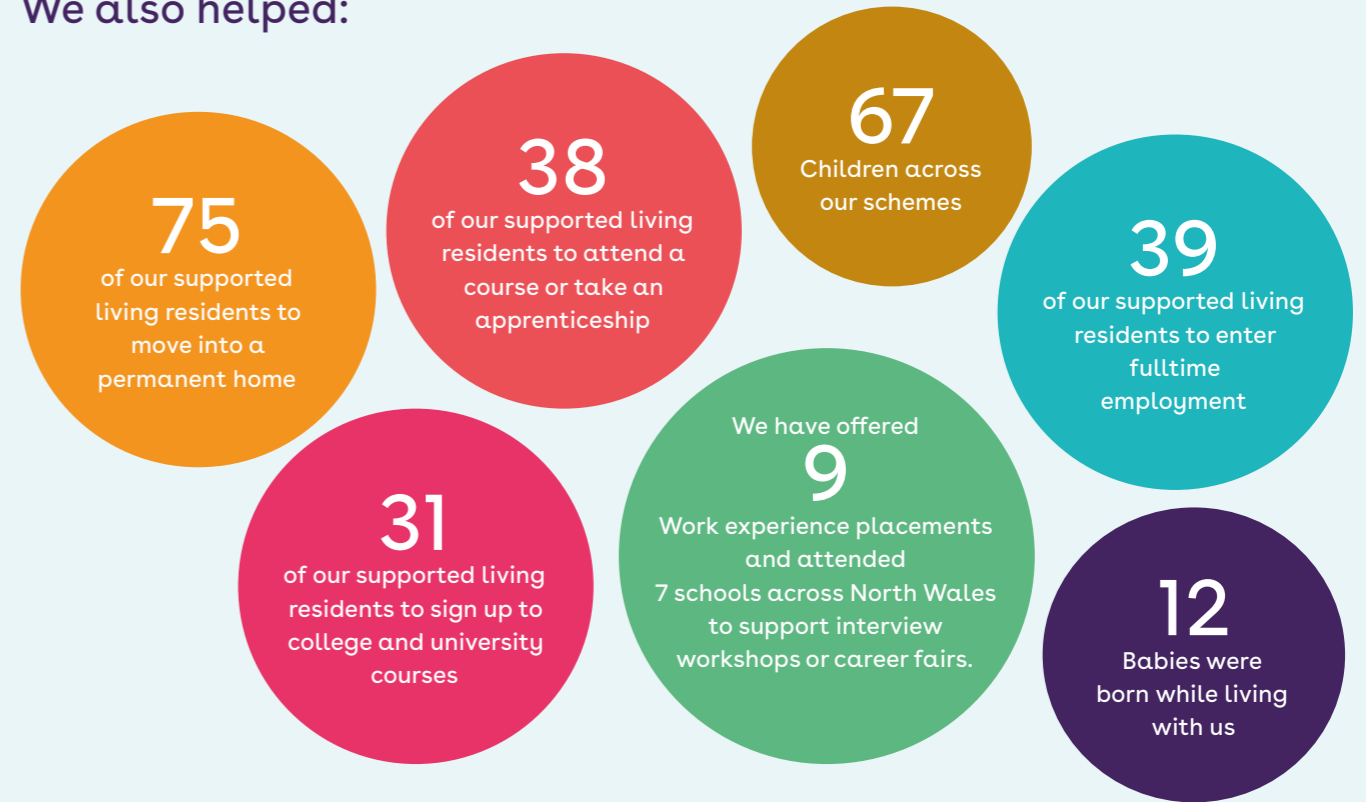 We also helped:
75
of our supported
living residents to
move into a
permanent home
38
of our supported living
residents to attend a
course or take an
apprenticeship
67
Children across
our schemes
39
of our supported living
residents to enter
fulltime
employment
31
of our supported living
residents to sign up to
college and university
courses
We have offered
9
Work experience placements
and attended
7 schools across North Wales
to support interview
workshops or career fairs.
12
Babies were
born while living
with us